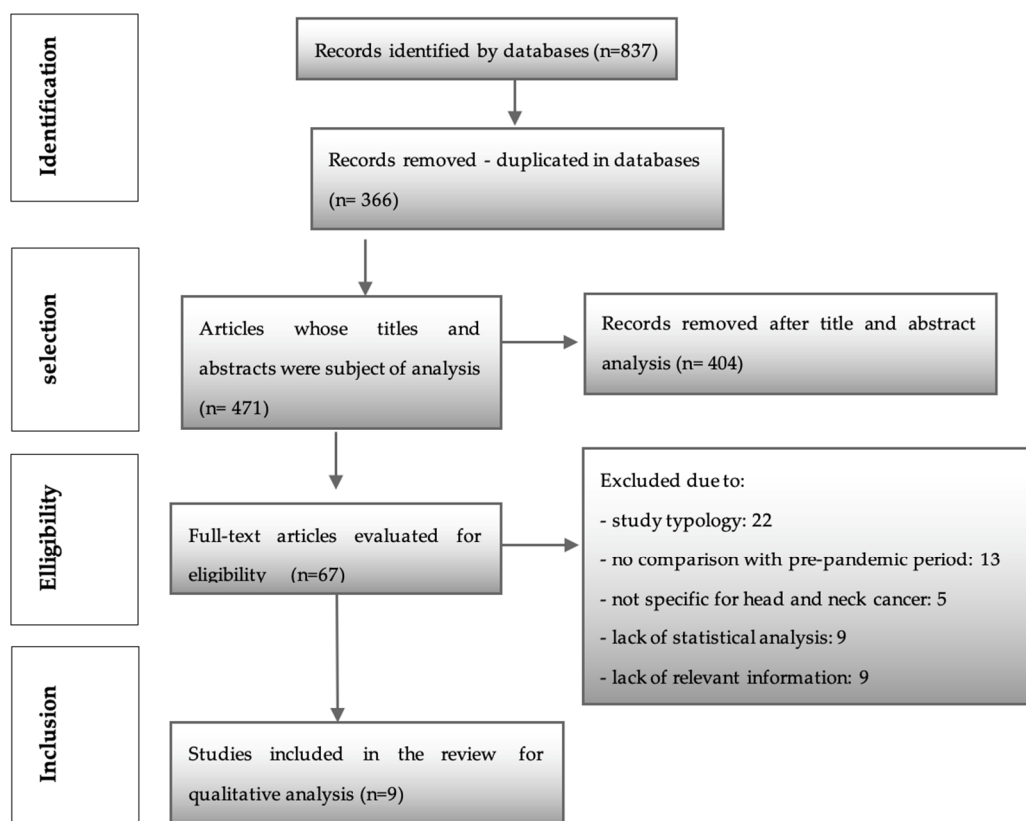 Identification
Records identified by databases (n=837)
Records removed - duplicated in databases
(n= 366)
selection
Articles whose titles and
abstracts were subject of analysis
(n= 471)
Records removed after title and abstract
analysis (n= 404)
Elligibility
Full-text articles evaluated for
eligibility (n=67)
Excluded due to:
- study typology: 22
- no comparison with pre-pandemic period: 13
- not specific for head and neck cancer: 5
- lack of statistical analysis: 9
- lack of relevant information: 9
Inclusion
Studies included in the review for
qualitative analysis (n=9)